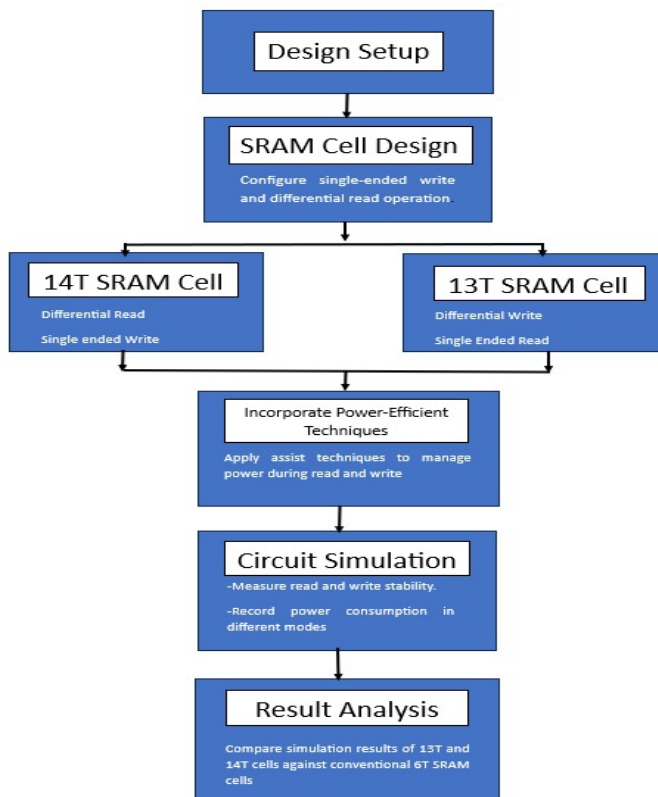 Design Setup
SRAM Cell Design
Configure single-ended write
and differential read operation.
14T SRAM Cell
Differential Read
Single ended Write
13T SRAM Cell
Differential Write
Single Ended Read
Incorporate Power-Efficient
Techniques
Apply assist techniques to manage
power during read and write
Circuit Simulation
-Measure read and write stability.
-Record power consumption in
different modes
Result Analysis
Compare simulation results of 13T and
14T cells against conventional 6T SRAM
cells